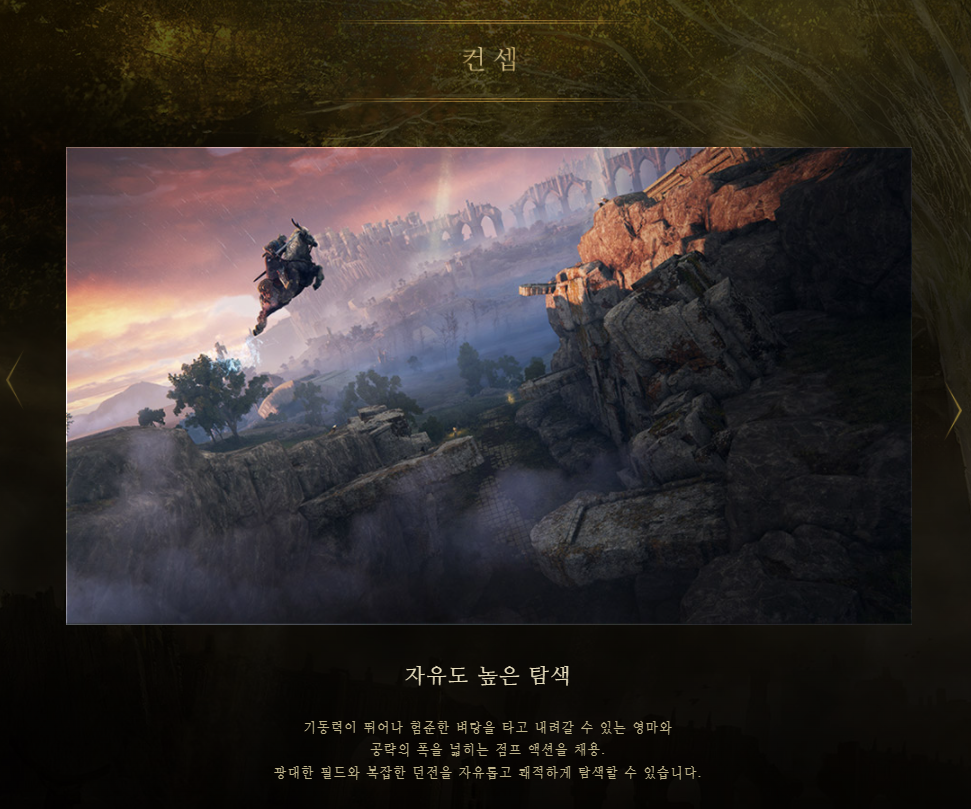 컨셉
자유도 높은 탐색
기동력이 뛰어나 험준한 벼랑을 타고 내려갈 수 있는 영마와
공략의 폭을 넓히는 점프 액션을 채용.
광대한 필드와 복잡한 던전을 자유롭고 쾌적하게 탐색할 수 있습니다.